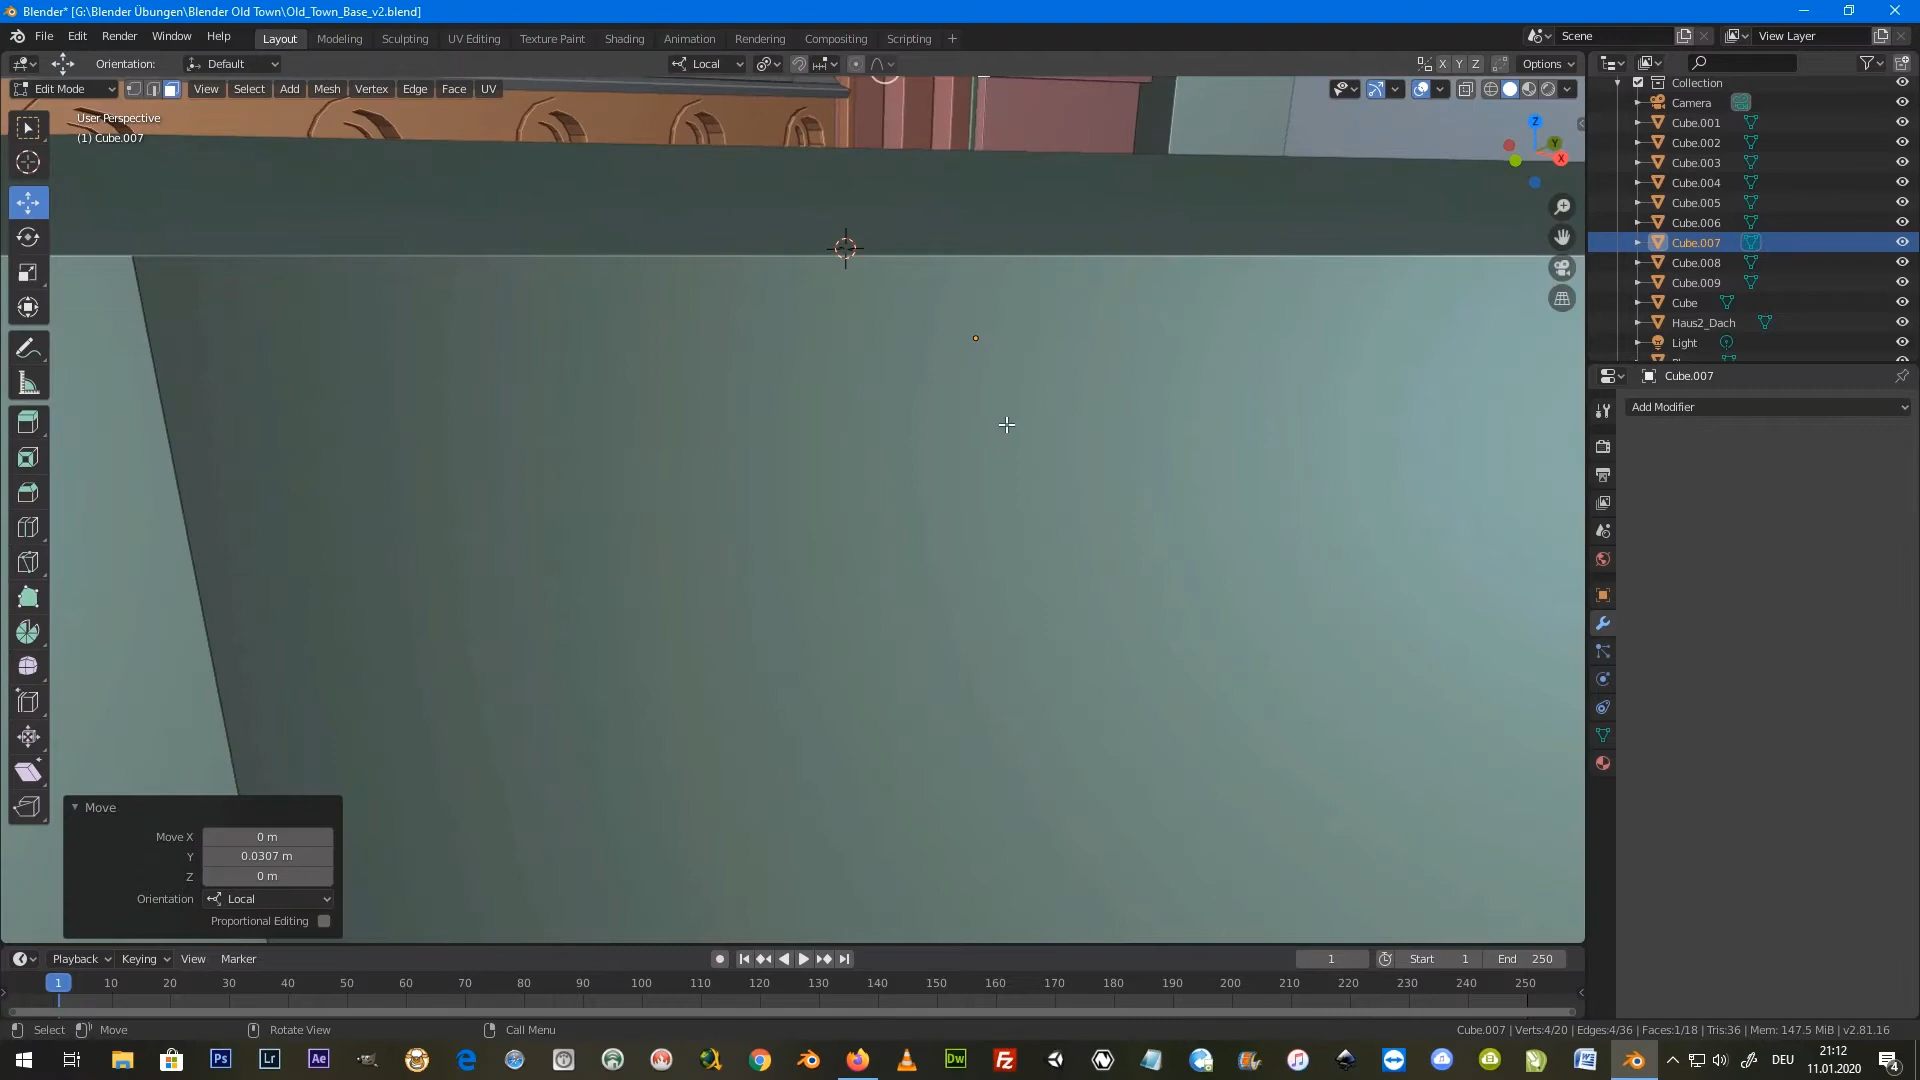 Blender* [G:\Blender Übungen\Blender Old Town\Old_Town_Base_v2.blend]
File Edit Render Window Help Layout Modeling Sculpting UV Editing Texture Paint Shading Animation Rendering Compositing Scripting + Scene View Layer
Orientation: Default Local X Y Z Options
Edit Mode View Select Add Mesh Vertex Edge Face UV
User Perspective
(1) Cube.007
Z
Y
X
Collection
Camera
Cube.001
Cube.002
Cube.003
Cube.004
Cube.005
Cube.006
Cube.007
Cube.008
Cube.009
Cube
Haus2_Dach
Light
Cube.007
Add Modifier
Move
Move X 0 m
Y 0.0307 m
Z 0 m
Orientation Local
Proportional Editing
Playback Keying View Marker 1 Start 1 End 250
1 10 20 30 40 50 60 70 80 90 100 110 120 130 140 150 160 170 180 190 200 210 220 230 240 250
Select Move Rotate View Call Menu Cube.007 | Verts:4/20 | Edges:4/36 | Faces:1/18 | Tris:36 | Mem: 147.5 MiB | v2.81.16
Ps Lr Ae Dw Fz DEU 21:12
11.01.2020 4